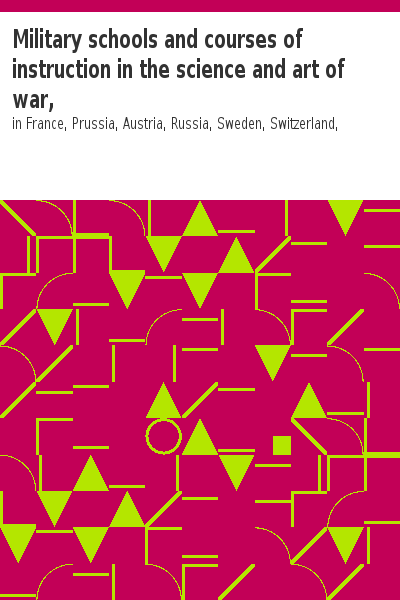 Military schools and courses of
instruction in the science and art of
war,
in France, Prussia, Austria, Russia, Sweden, Switzerland,